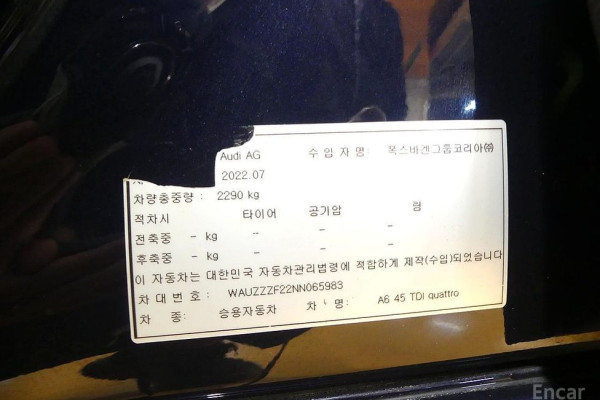 Audi AG 수 입 자 명: 폭스바겐그룹코리아㈜
2022.07
차량총중량 : 2290 kg
적차시 타이어 공기압 림
전축중 - kg - - -
후축중 - kg - - -
이 자동차는 대한민국 자동차관리법령에 적합하게 제작(수입)되었습니다
차 대 번 호 : WAUZZZF22NN065983
차 종: 승용자동차 차 명: A6 45 TDI quattro
Encar